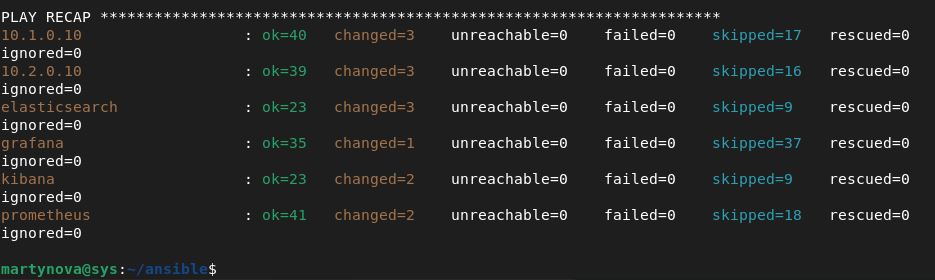 PLAY RECAP *********************************************************************
10.1.0.10                  : ok=40   changed=3    unreachable=0    failed=0    skipped=17   rescued=0
ignored=0
10.2.0.10                  : ok=39   changed=3    unreachable=0    failed=0    skipped=16   rescued=0
ignored=0
elasticsearch              : ok=23   changed=3    unreachable=0    failed=0    skipped=9    rescued=0
ignored=0
grafana                    : ok=35   changed=1    unreachable=0    failed=0    skipped=37   rescued=0
ignored=0
kibana                     : ok=23   changed=2    unreachable=0    failed=0    skipped=9    rescued=0
ignored=0
prometheus                 : ok=41   changed=2    unreachable=0    failed=0    skipped=18   rescued=0
ignored=0
martynova@sys:~/ansible$